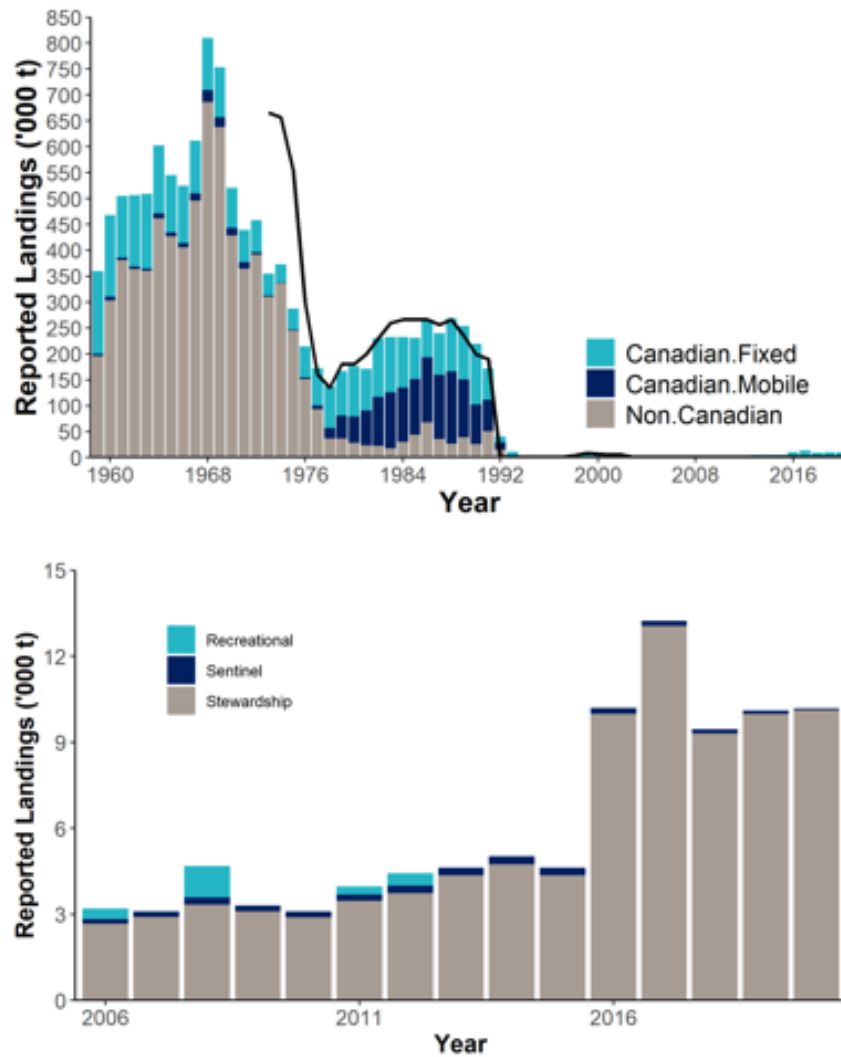 850
800
750
700
650
600
550
500
450
400
350
300
250
200
150
100
50
0
Reported Landings ('000 t)
Canadian.Fixed
Canadian.Mobile
Non.Canadian
1960 1968 1976 1984 1992 2000 2008 2016
Year
15
12
9
6
3
0
Reported Landings ('000 t)
Recreational
Sentinel
Stewardship
2006 2011 2016
Year